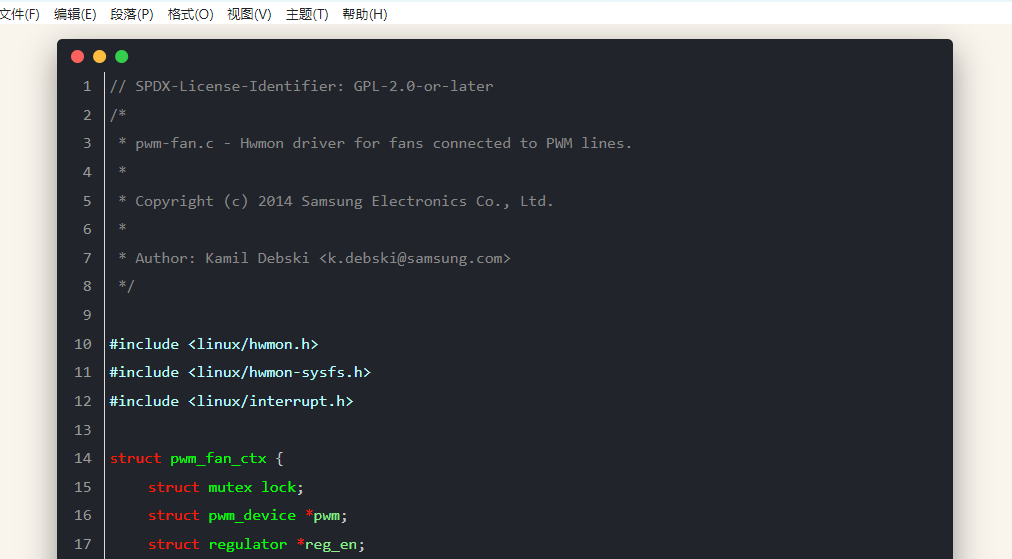 文件(F) 编辑(E) 段落(P) 格式(O) 视图(V) 主题(T) 帮助(H)
1 // SPDX-License-Identifier: GPL-2.0-or-later
2 /*
3  * pwm-fan.c - Hwmon driver for fans connected to PWM lines.
4  *
5  * Copyright (c) 2014 Samsung Electronics Co., Ltd.
6  *
7  * Author: Kamil Debski <k.debski@samsung.com>
8  */
9
10 #include <linux/hwmon.h>
11 #include <linux/hwmon-sysfs.h>
12 #include <linux/interrupt.h>
13
14 struct pwm_fan_ctx {
15     struct mutex lock;
16     struct pwm_device *pwm;
17     struct regulator *reg_en;